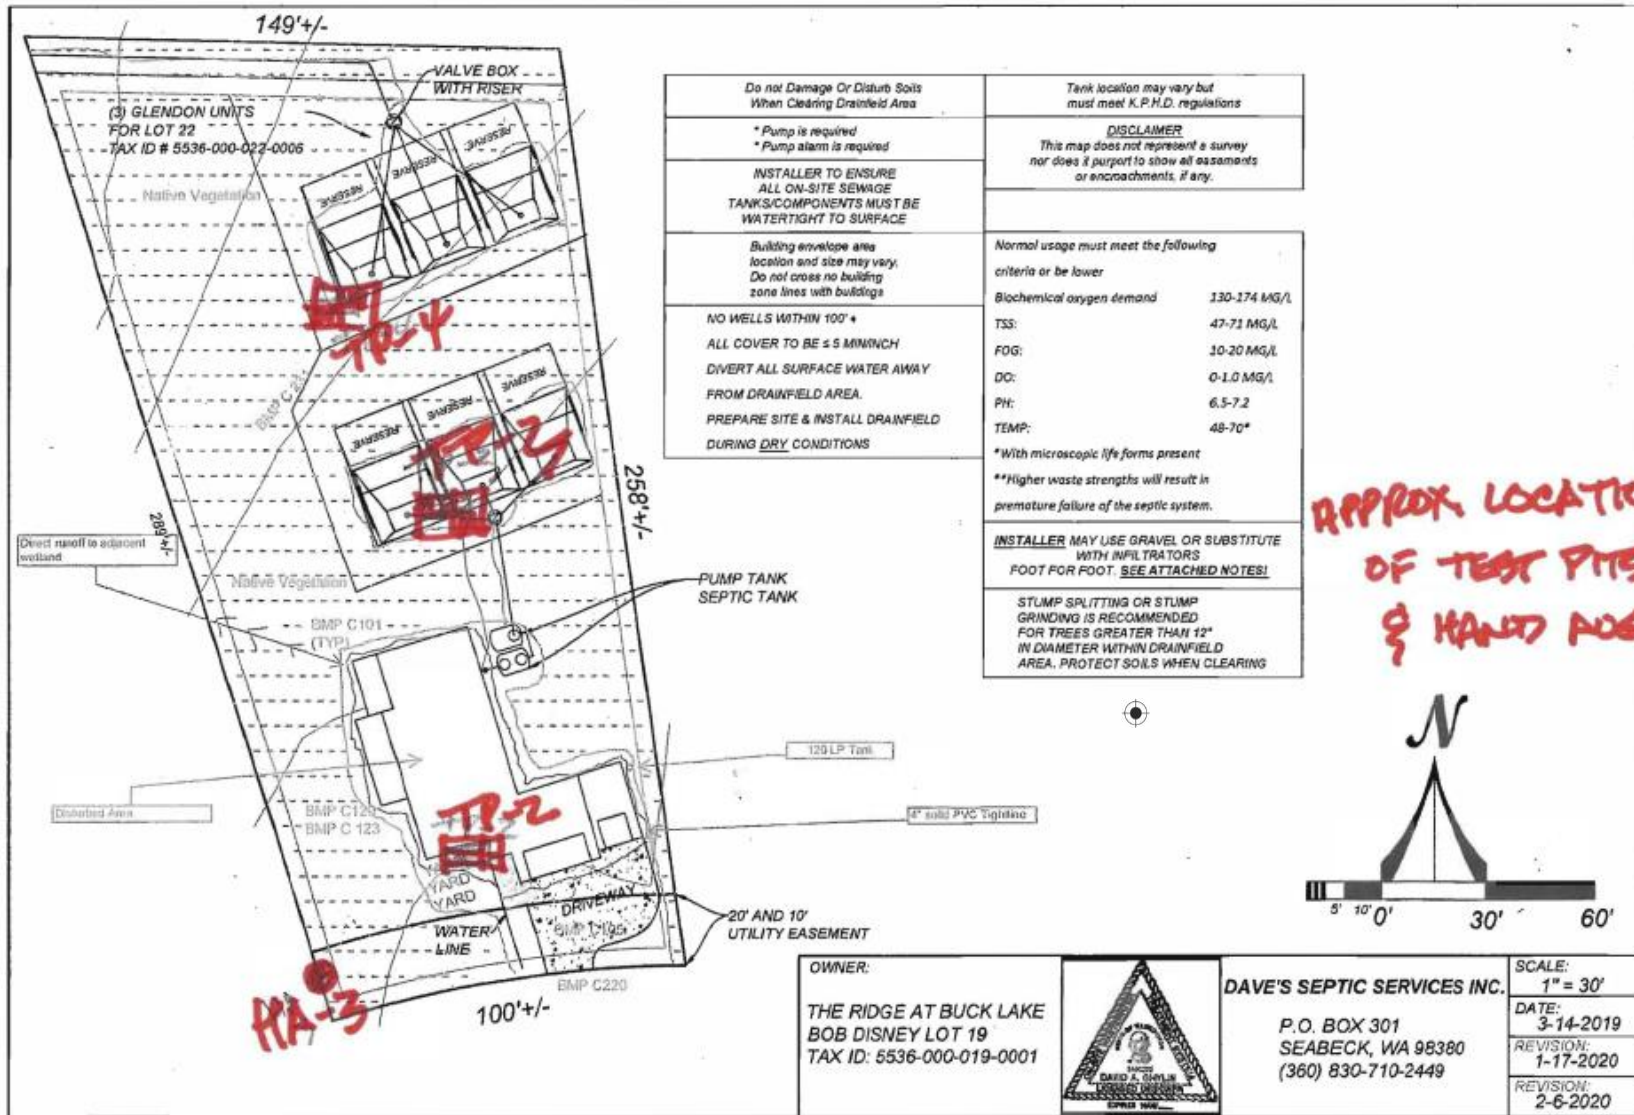 149'+/-
VALVE BOX
WITH RISER
(3) GLENDON UNITS
FOR LOT 22
TAX ID # 5536-000-022-0006
RESERVE
RESERVE
RESERVE
Native Vegetation
TP-4
BMP C 231
RESERVE
RESERVE
RESERVE
258'+/-
289'+/-
Direct runoff to adjacent
wetland
Native Vegetation
PUMP TANK
SEPTIC TANK
BMP C101
(TYP)
120 LP Tank
Disturbed Area
BMP C120
BMP C 123
TP-2
4" solid PVC Tightline
YARD
YARD
DRIVEWAY
WATER
LINE
20' AND 10'
UTILITY EASEMENT
HA-3
BMP C220
100'+/-
Do not Damage Or Disturb Soils
When Clearing Drainfield Area
* Pump is required
* Pump alarm is required
INSTALLER TO ENSURE
ALL ON-SITE SEWAGE
TANKS/COMPONENTS MUST BE
WATERTIGHT TO SURFACE
Building envelope area
location and size may vary.
Do not cross no building
zone lines with buildings
NO WELLS WITHIN 100' +
ALL COVER TO BE ≤ 5 MIN/INCH
DIVERT ALL SURFACE WATER AWAY
FROM DRAINFIELD AREA.
PREPARE SITE & INSTALL DRAINFIELD
DURING DRY CONDITIONS
Tank location may vary but
must meet K.P.H.D. regulations
DISCLAIMER
This map does not represent a survey
nor does it purport to show all easements
or encroachments, if any.
Normal usage must meet the following
criteria or be lower
Biochemical oxygen demand 130-174 MG/L
TSS: 47-71 MG/L
FOG: 10-20 MG/L
DO: 0-1.0 MG/L
PH: 6.5-7.2
TEMP: 48-70°
*With microscopic life forms present
**Higher waste strengths will result in
premature failure of the septic system.
INSTALLER MAY USE GRAVEL OR SUBSTITUTE
WITH INFILTRATORS
FOOT FOR FOOT. SEE ATTACHED NOTES!
STUMP SPLITTING OR STUMP
GRINDING IS RECOMMENDED
FOR TREES GREATER THAN 12"
IN DIAMETER WITHIN DRAINFIELD
AREA. PROTECT SOILS WHEN CLEARING
APPROX. LOCATIO
OF TEST PITS
& HAND AUG
N
5' 10' 0' 30' 60'
OWNER:
THE RIDGE AT BUCK LAKE
BOB DISNEY LOT 19
TAX ID: 5536-000-019-0001
DAVID A. GHYLIN
LICENSED DESIGNER
DAVE'S SEPTIC SERVICES INC.
P.O. BOX 301
SEABECK, WA 98380
(360) 830-710-2449
SCALE:
1" = 30'
DATE:
3-14-2019
REVISION:
1-17-2020
REVISION:
2-6-2020